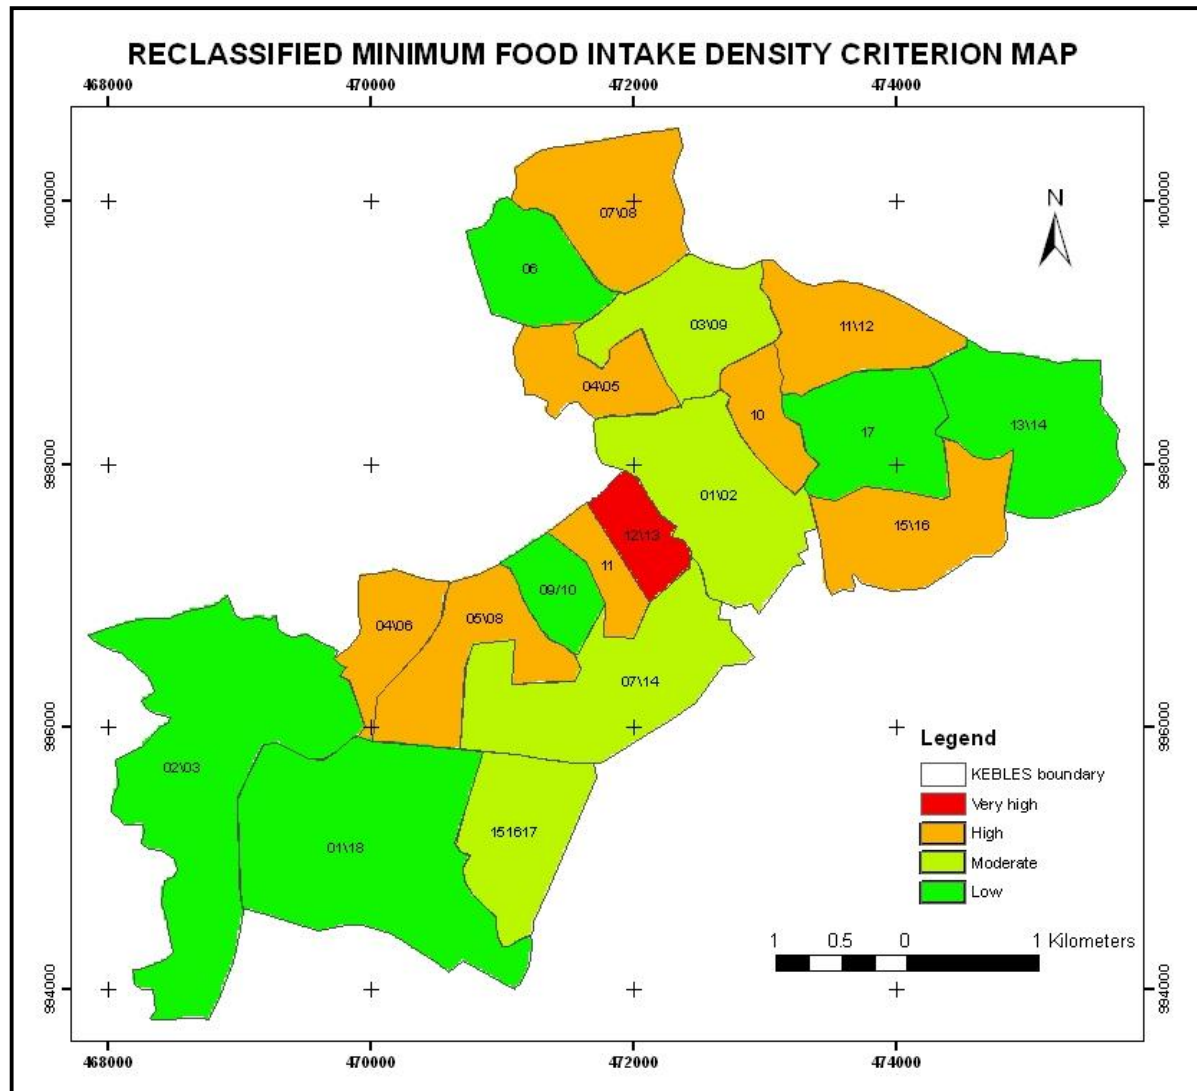 RECLASSIFIED MINIMUM FOOD INTAKE DENSITY CRITERION MAP
468000 470000 472000 474000
1000000 1000000
N
07\08
06
03\09
11\12
04\05
10
17
13\14
998000 998000
01\02
15\16
12\13
11
09/10
04\06
05\08
07\14
996000 996000
02\03
01\18
151617
Legend
KEBLES boundary
Very high
High
Moderate
Low
1 0.5 0 1 Kilometers
994000 994000
468000 470000 472000 474000